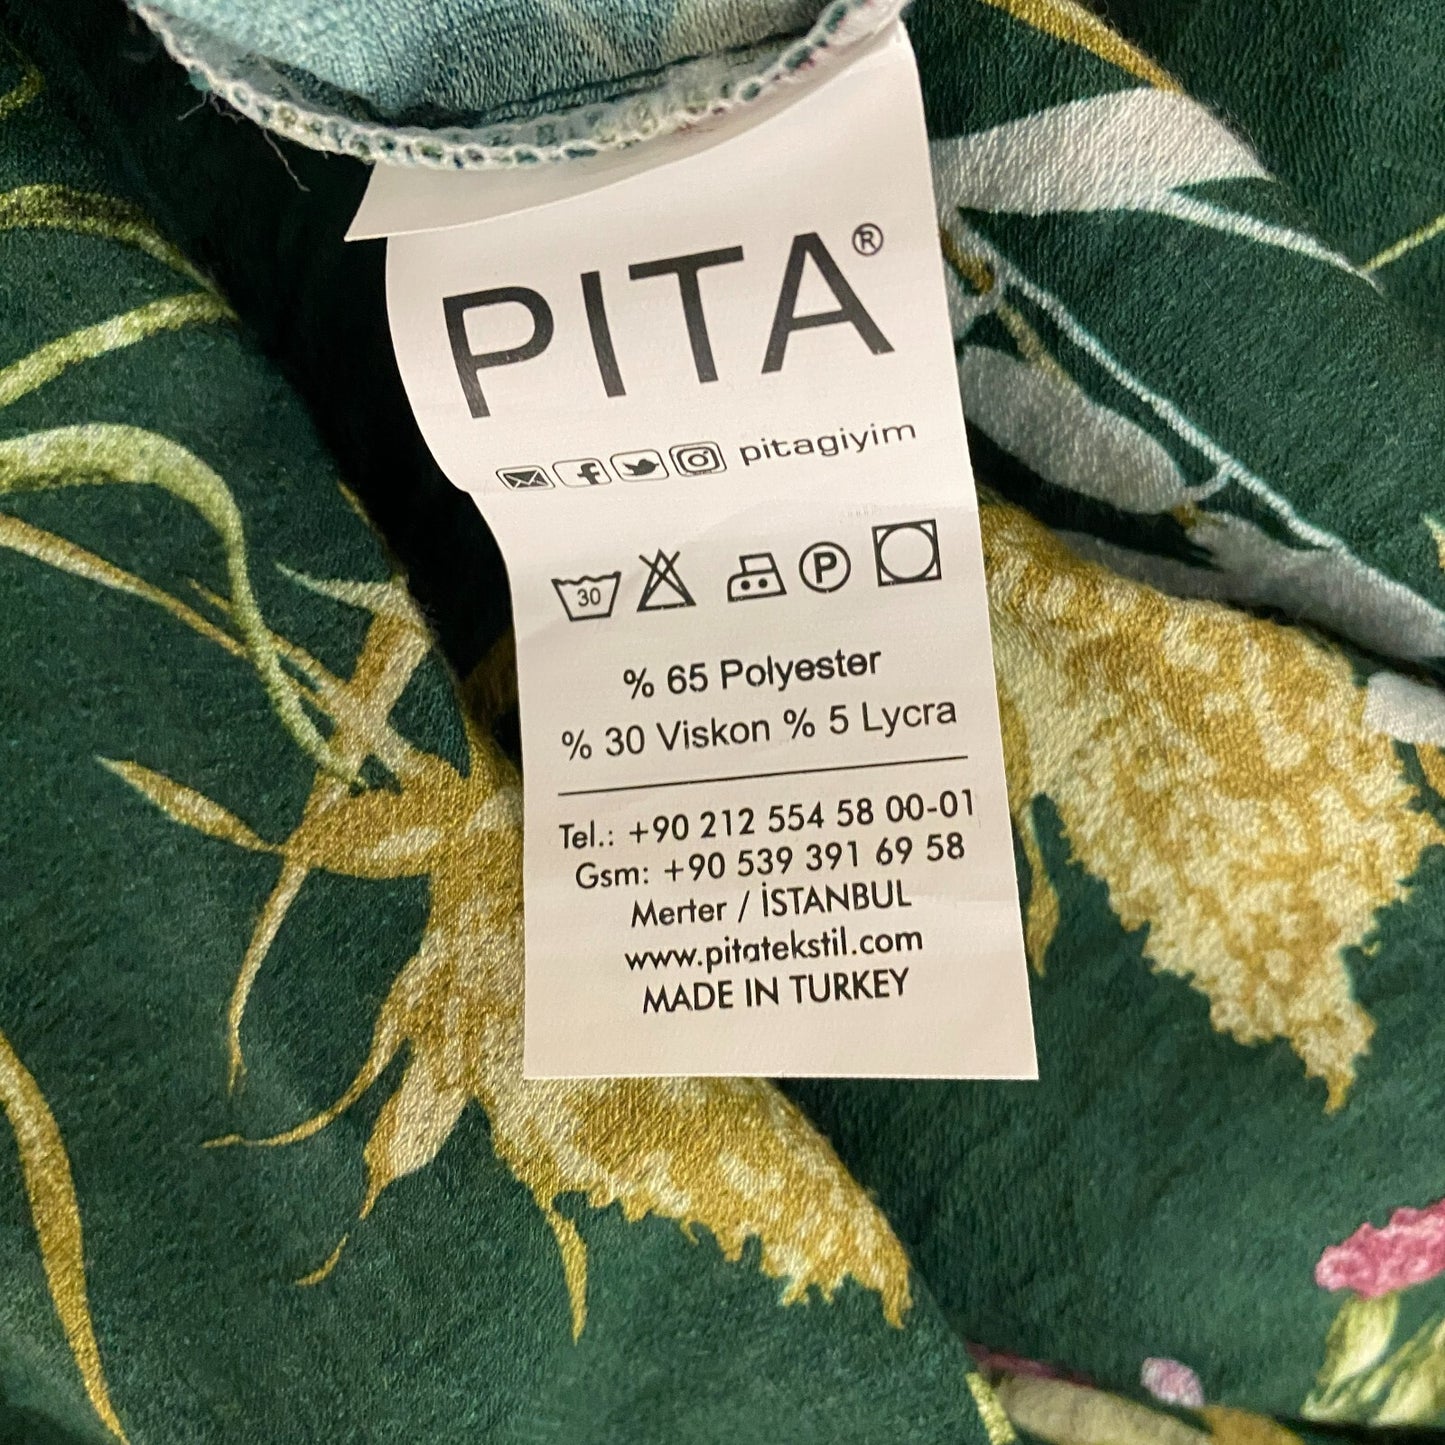 PITA®
pitagiyim
30 P
% 65 Polyester
% 30 Viskon % 5 Lycra
Tel.: +90 212 554 58 00-01
Gsm: +90 539 391 69 58
Merter / İSTANBUL
www.pitatekstil.com
MADE IN TURKEY